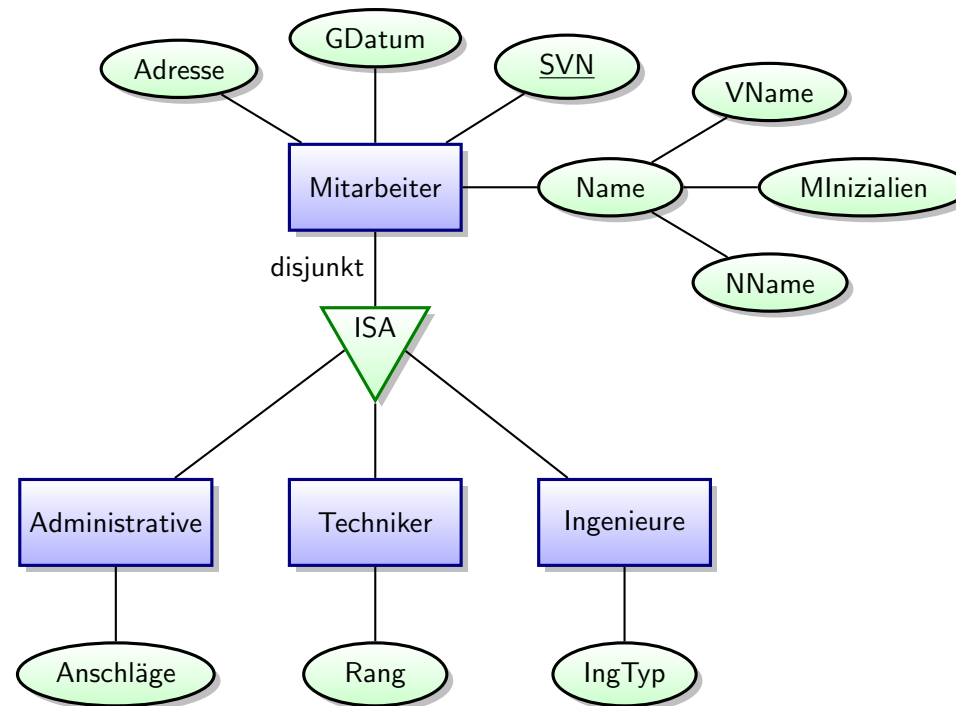 GDatum
Adresse
SVN
VName
Mitarbeiter
Name
MInizialien
disjunkt
NName
ISA
Administrative
Techniker
Ingenieure
Anschläge
Rang
IngTyp